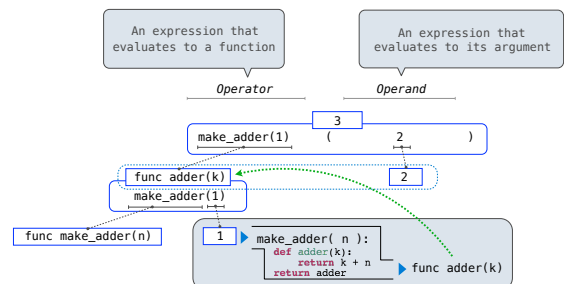 An expression that
evaluates to a function
An expression that
evaluates to its argument
Operator
Operand
3
make_adder(1) ( 2 )
func adder(k)
2
make_adder(1)
func make_adder(n)
1
make_adder( n ):
def adder(k):
return k + n
return adder
func adder(k)